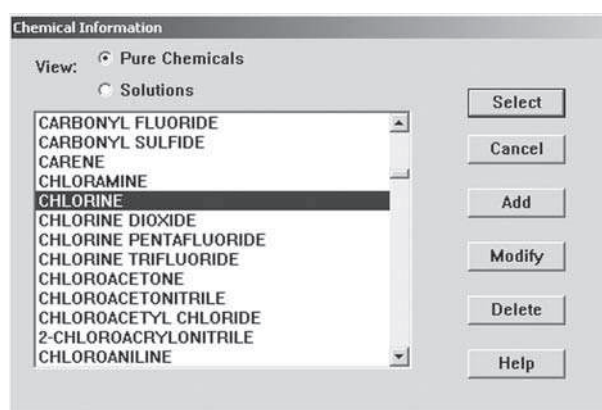 Chemical Information
View:
Pure Chemicals
Solutions
CARBONYL FLUORIDE
CARBONYL SULFIDE
CARENE
CHLORAMINE
CHLORINE
CHLORINE DIOXIDE
CHLORINE PENTAFLUORIDE
CHLORINE TRIFLUORIDE
CHLOROACETONE
CHLOROACETONITRILE
CHLOROACETYL CHLORIDE
2-CHLOROACRYLONITRILE
CHLOROANILINE
Select
Cancel
Add
Modify
Delete
Help